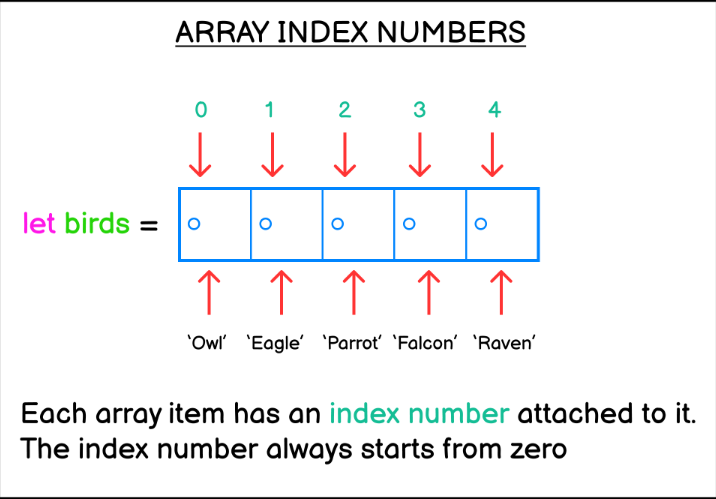 ARRAY INDEX NUMBERS
0 1 2 3 4
let birds =
‘Owl’ ‘Eagle’ ‘Parrot’ ‘Falcon’ ‘Raven’
Each array item has an index number attached to it.
The index number always starts from zero